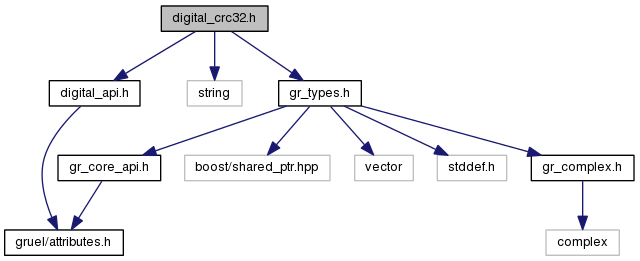 digital_crc32.h
digital_api.h
string
gr_types.h
gr_core_api.h
boost/shared_ptr.hpp
vector
stddef.h
gr_complex.h
gruel/attributes.h
complex